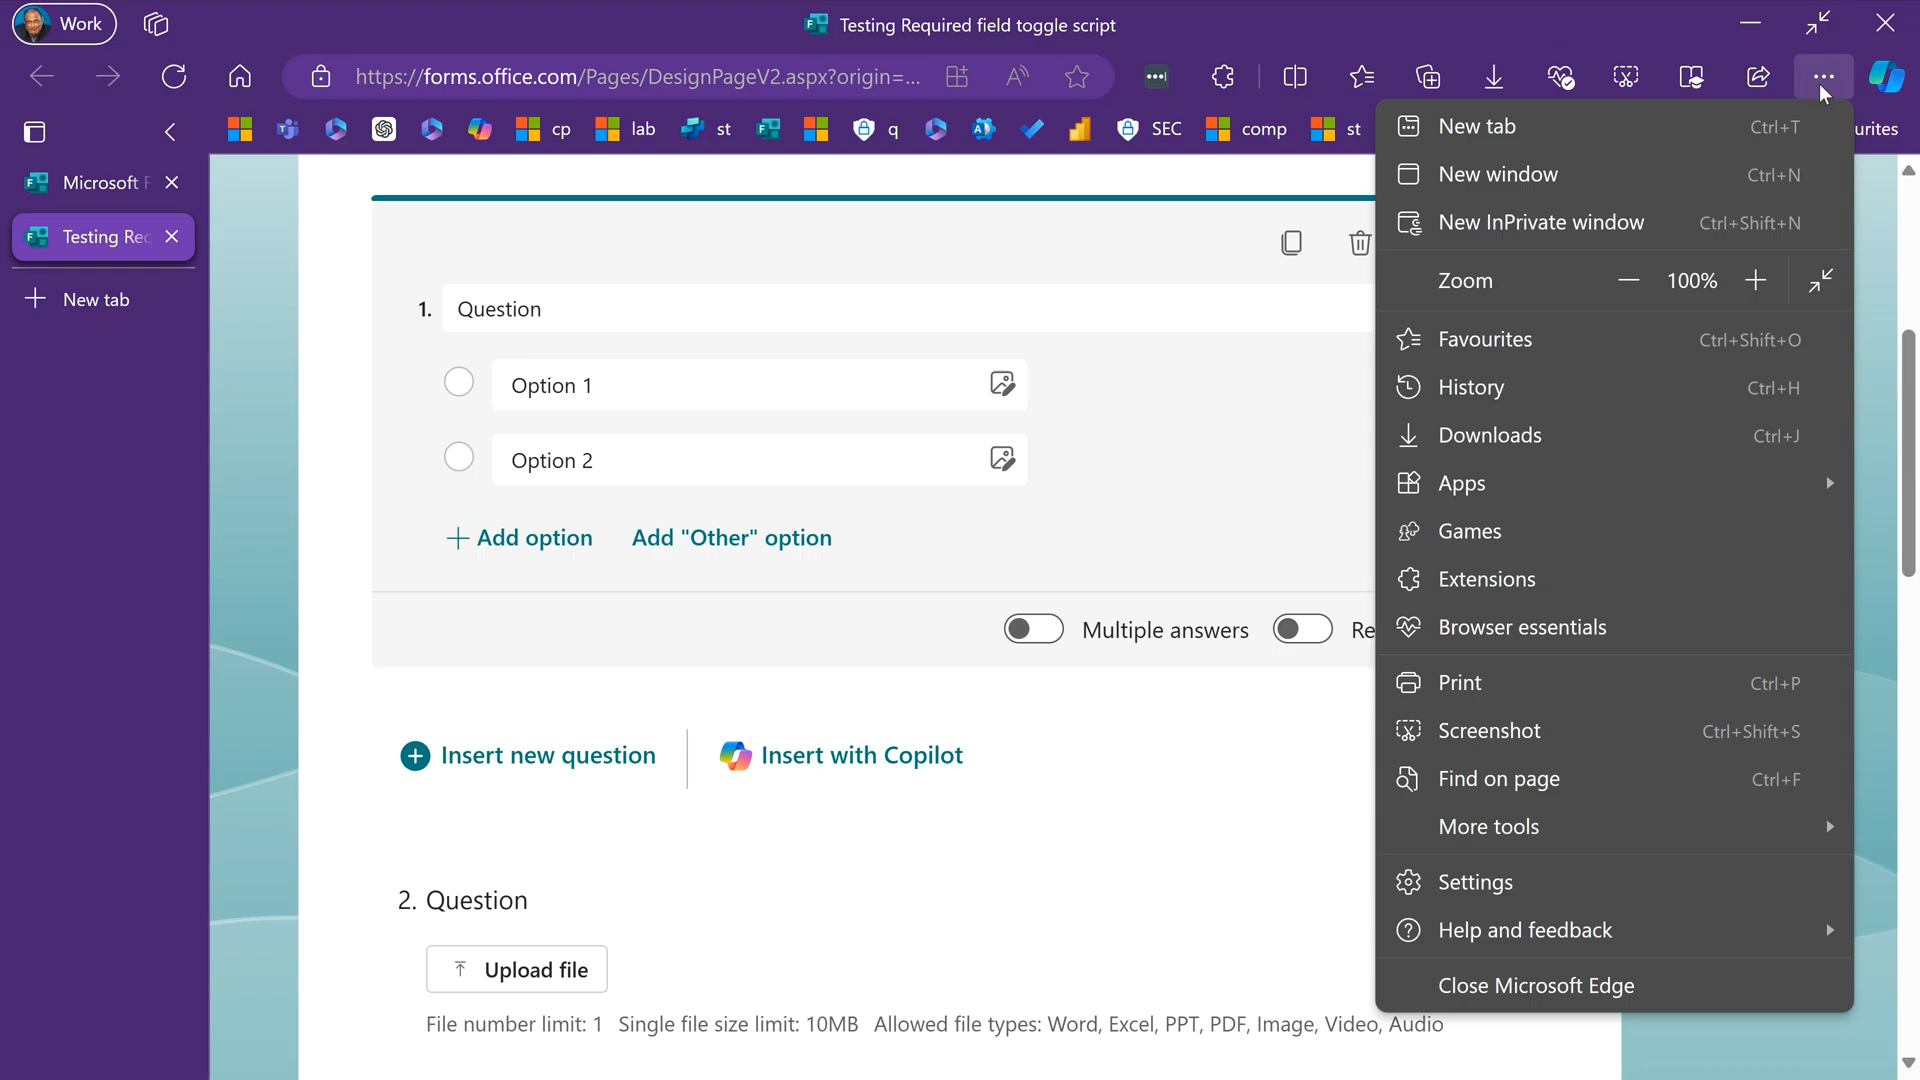 Work
Testing Required field toggle script
https://forms.office.com/Pages/DesignPageV2.aspx?origin=...
cp
lab
st
q
SEC
comp
st
urites
Microsoft F
Testing Rec
New tab
1. Question
Option 1
Option 2
Add option Add "Other" option
Multiple answers Re
Insert new question Insert with Copilot
2. Question
Upload file
File number limit: 1 Single file size limit: 10MB Allowed file types: Word, Excel, PPT, PDF, Image, Video, Audio
New tab Ctrl+T
New window Ctrl+N
New InPrivate window Ctrl+Shift+N
Zoom — 100% +
Favourites Ctrl+Shift+O
History Ctrl+H
Downloads Ctrl+J
Apps
Games
Extensions
Browser essentials
Print Ctrl+P
Screenshot Ctrl+Shift+S
Find on page Ctrl+F
More tools
Settings
Help and feedback
Close Microsoft Edge